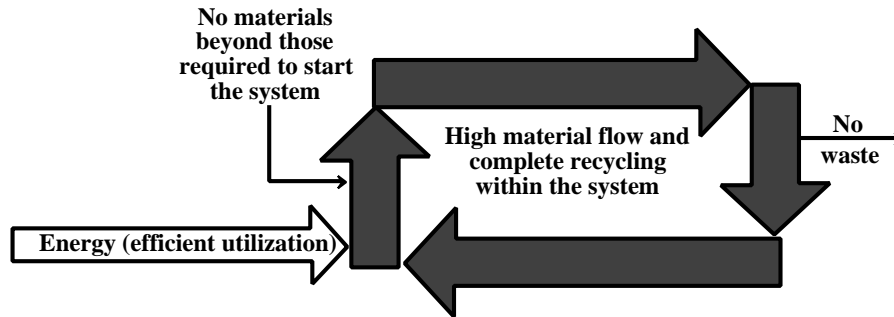 No materials
beyond those
required to start
the system
High material flow and
complete recycling
within the system
No
waste
Energy (efficient utilization)